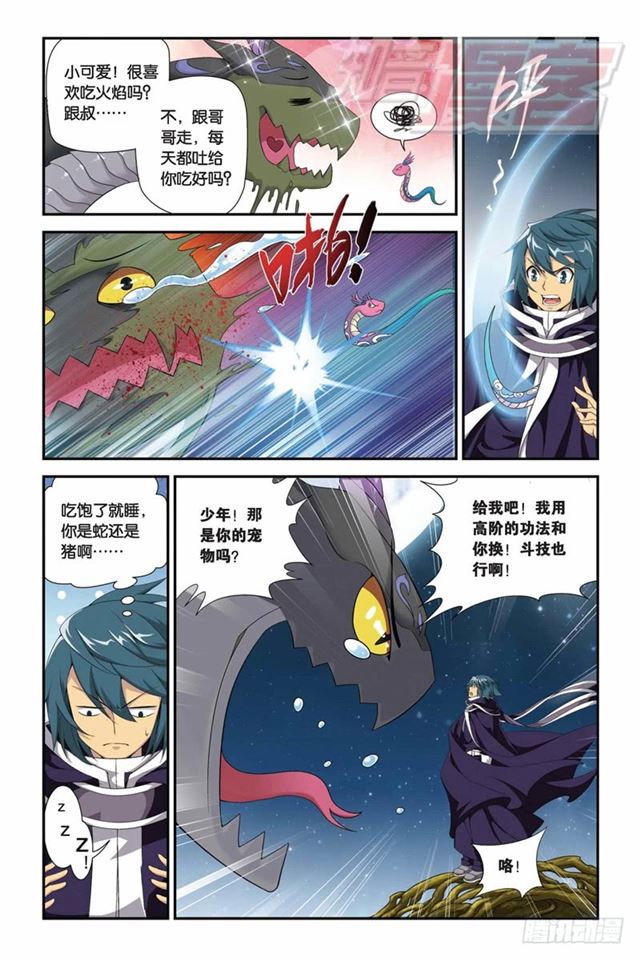 小可爱！很喜
欢吃火焰吗？
跟叔……
不，跟哥
哥走，每
天都吐给
你吃好吗？
呯
啪！
吃饱了就睡，
你是蛇还是
猪啊……
z
z
z！
少年！那
是你的宠
物吗？
给我吧！我用
高阶的功法和
你换！斗技也
行啊！
咯！
腾讯动漫